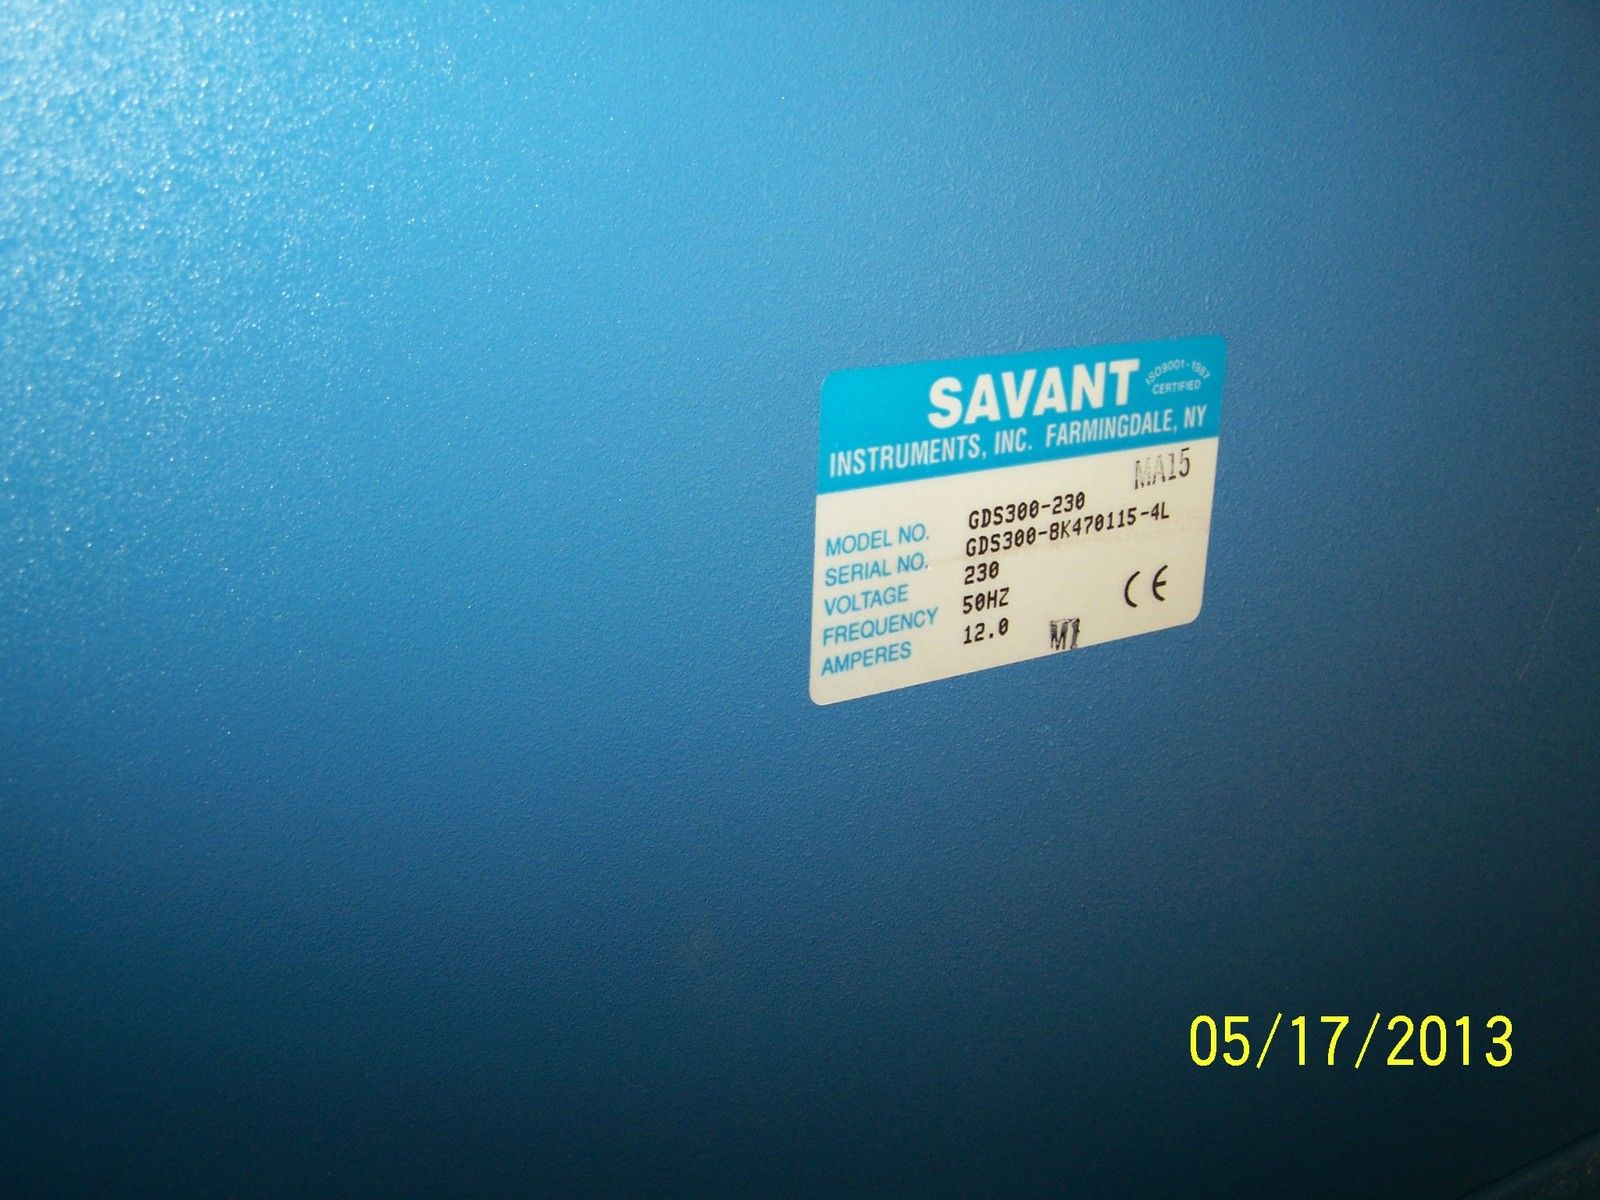 SAVANT
ISO9001-1987
CERTIFIED
INSTRUMENTS, INC. FARMINGDALE, NY
MA15
MODEL NO. GDS300-230
SERIAL NO. GDS300-8K470115-4L
VOLTAGE 230
FREQUENCY 50HZ
AMPERES 12.0
CE
05/17/2013